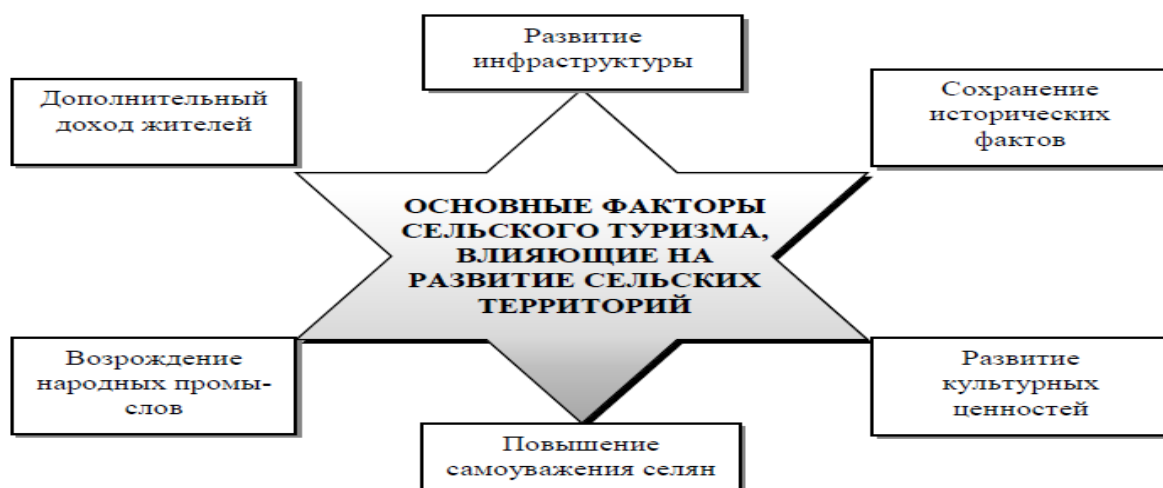 Развитие
инфраструктуры
Дополнительный
доход жителей
Сохранение
исторических
фактов
ОСНОВНЫЕ ФАКТОРЫ
СЕЛЬСКОГО ТУРИЗМА,
ВЛИЯЮЩИЕ НА
РАЗВИТИЕ СЕЛЬСКИХ
ТЕРРИТОРИЙ
Возрождение
народных промы-
слов
Развитие
культурных
ценностей
Повышение
самоуважения селян